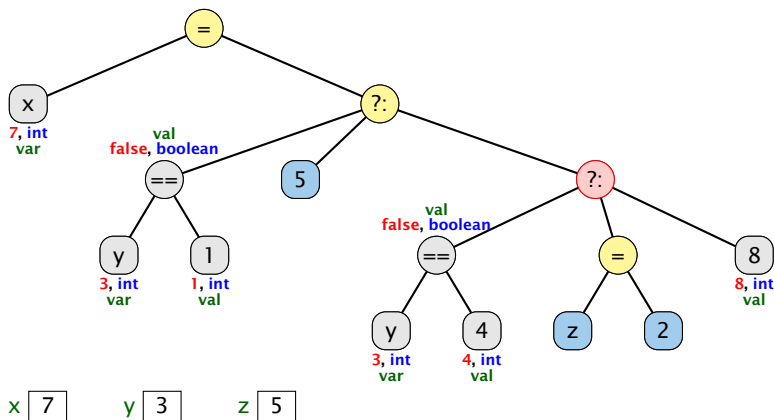 =
x
7, int
var
?:
val
false, boolean
==
5
?:
y
3, int
var
1
1, int
val
val
false, boolean
==
=
8
8, int
val
y
3, int
var
4
4, int
val
z
2
x 7 y 3 z 5